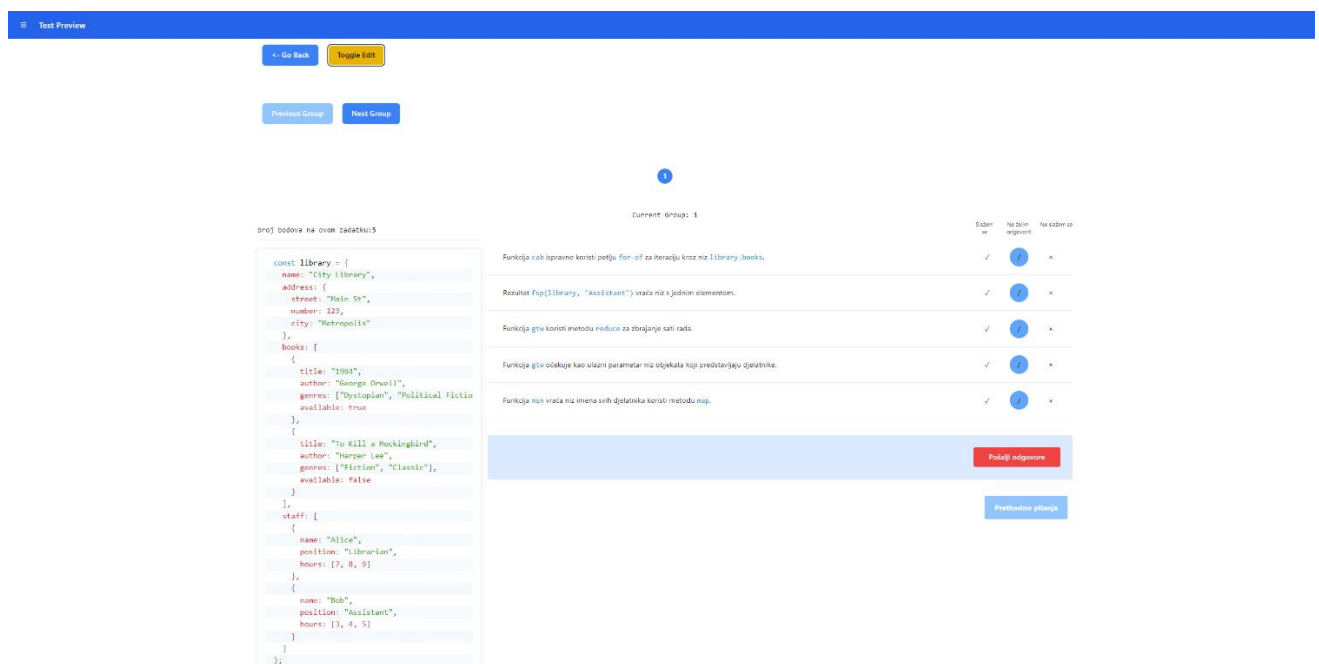 ≡ Test Preview
<- Go Back
Toggle Edit
Previous Group
Next Group
1
Current Group: 1
broj bodova na ovom zadatku:5
Slažem se
Ne želim odgovoriti
Ne slažem se
const library = {
name: "City Library",
address: {
street: "Main St",
number: 123,
city: "Metropolis"
},
books: [
{
title: "1984",
author: "George Orwell",
genres: ["Dystopian", "Political Fictio
available: true
},
{
title: "To Kill a Mockingbird",
author: "Harper Lee",
genres: ["Fiction", "Classic"],
available: false
}
],
staff: [
{
name: "Alice",
position: "Librarian",
hours: [7, 8, 9]
},
{
name: "Bob",
position: "Assistant",
hours: [3, 4, 5]
}
]
};
Funkcija cab ispravno koristi petlju for-of za iteraciju kroz niz library.books.
✓ / ×
Rezultat fsp(library, 'Assistant') vraća niz s jednim elementom.
✓ / ×
Funkcija gtw koristi metodu reduce za zbrajanje sati rada.
✓ / ×
Funkcija gtw očekuje kao ulazni parametar niz objekata koji predstavljaju djelatnike.
✓ / ×
Funkcija nsn vraća niz imena svih djelatnika koristi metodu map.
✓ / ×
Pošalji odgovore
Prethodno pitanje